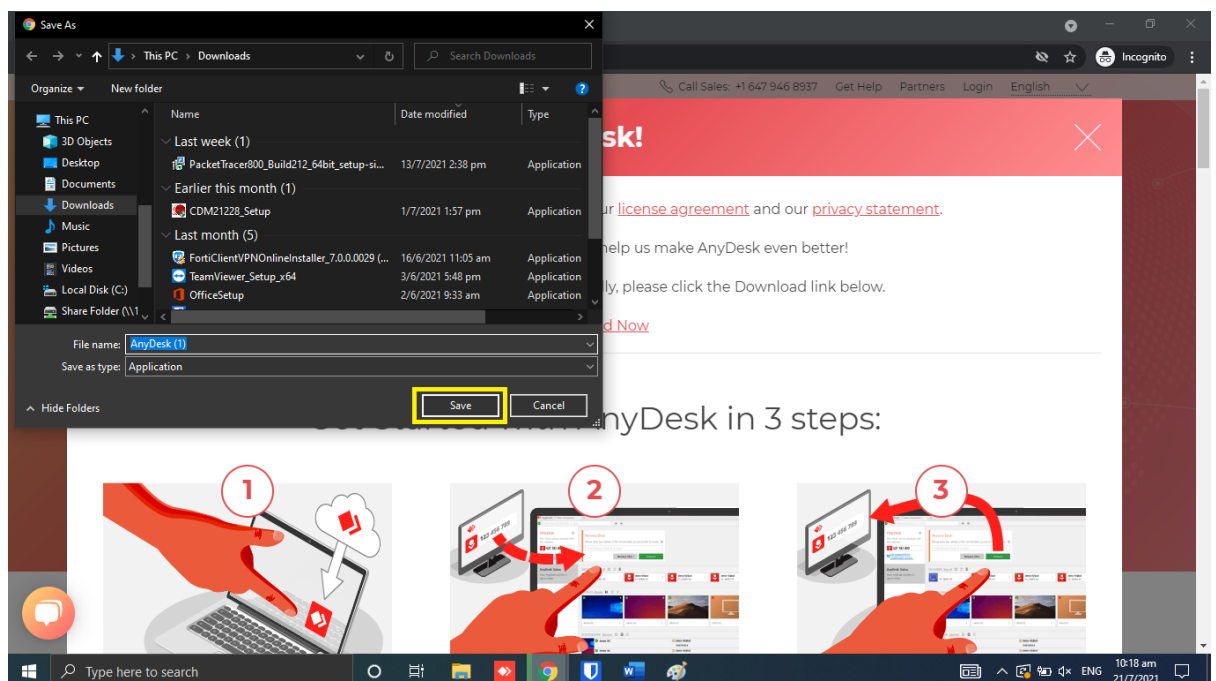 Save As
This PC > Downloads
Search Downloads
Incognito
Organize
New folder
Call Sales: +1 647 946 8937 Get Help Partners Login English
This PC
3D Objects
Desktop
Documents
Downloads
Music
Pictures
Videos
Local Disk (C:)
Share Folder (\\1
Name Date modified Type
Last week (1)
PacketTracer800_Build212_64bit_setup-si... 13/7/2021 2:38 pm Application
Earlier this month (1)
CDM21228_Setup 1/7/2021 1:57 pm Application
Last month (5)
FortiClientVPNOnlineInstaller_7.0.0.0029 (... 16/6/2021 11:05 am Application
TeamViewer_Setup_x64 3/6/2021 5:48 pm Application
OfficeSetup 2/6/2021 9:33 am Application
File name: AnyDesk (1)
Save as type: Application
Hide Folders
Save Cancel
sk!
ur license agreement and our privacy statement.
help us make AnyDesk even better!
ly, please click the Download link below.
d Now
nyDesk in 3 steps:
1
2
3
123 456 789
123 456 789
Type here to search
W
ENG
10:18 am
21/7/2021